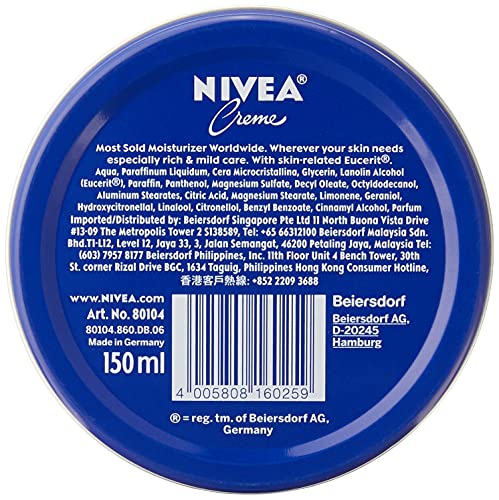 NIVEA®
Creme
Most Sold Moisturizer Worldwide. Wherever your skin needs
especially rich & mild care. With skin-related Eucerit®.
Aqua, Paraffinum Liquidum, Cera Microcristallina, Glycerin, Lanolin Alcohol
(Eucerit®), Paraffin, Panthenol, Magnesium Sulfate, Decyl Oleate, Octyldodecanol,
Aluminum Stearates, Citric Acid, Magnesium Stearate, Limonene, Geraniol,
Hydroxycitronellal, Linalool, Citronellol, Benzyl Benzoate, Cinnamyl Alcohol, Parfum
Imported/Distributed by: Beiersdorf Singapore Pte Ltd 11 North Buona Vista Drive
#13-09 The Metropolis Tower 2 S138589, Tel: +65 66312100 Beiersdorf (Malaysia) Sdn.
Bhd.T1-L12, Level 12, Jaya 33, 3, Jalan Semangat, 46200 Petaling Jaya, Malaysia Tel:
(603) 7957 8177 Beiersdorf Philippines, Inc. 11th Floor Unit 4 Bench Tower, 30th
St. corner Rizal Drive BGC, 1634 Taguig, Philippines Hong Kong Consumer Hotline,
香港客戶熱線: +852 2209 3688
www.NIVEA.com
Art. No. 80104
80104.860.DB.06
Made in Germany
150 ml
4 005808 160259
Beiersdorf
Beiersdorf AG,
D-20245
Hamburg
® = reg. tm. of Beiersdorf AG,
Germany